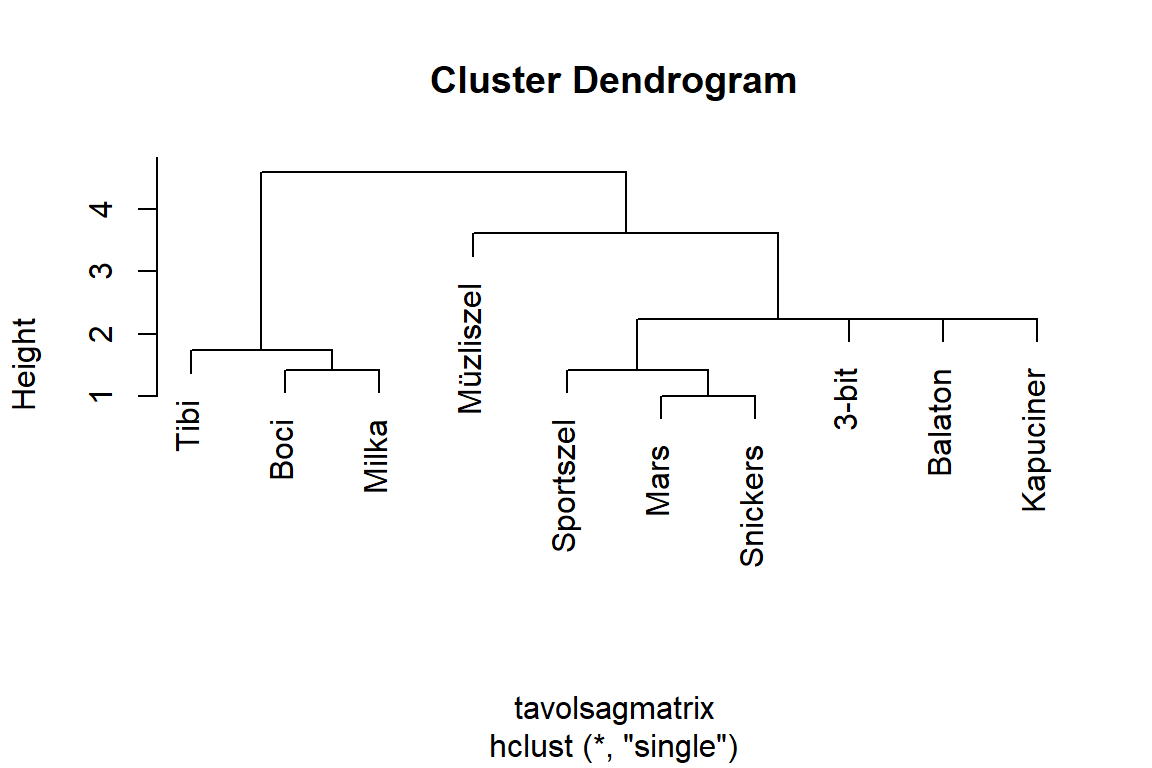 Cluster Dendrogram
Height
4
3
2
1
Tibi
Boci
Milka
Müzliszel
Sportszel
Mars
Snickers
3-bit
Balaton
Kapuciner
tavolsagmatrix
hclust (*, "single")